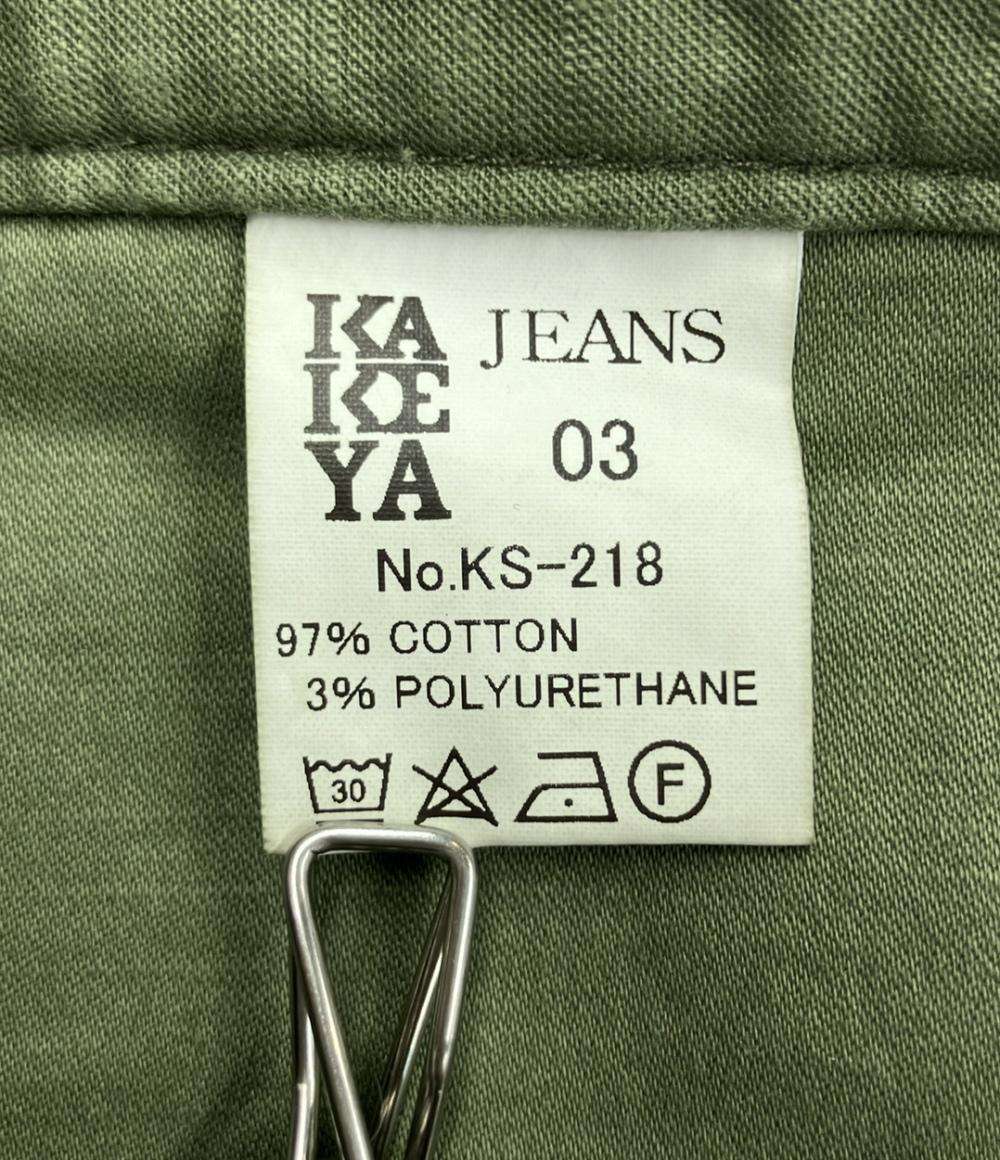 KA
KE
YA
JEANS
03
No.KS-218
97% COTTON
3% POLYURETHANE
30
F